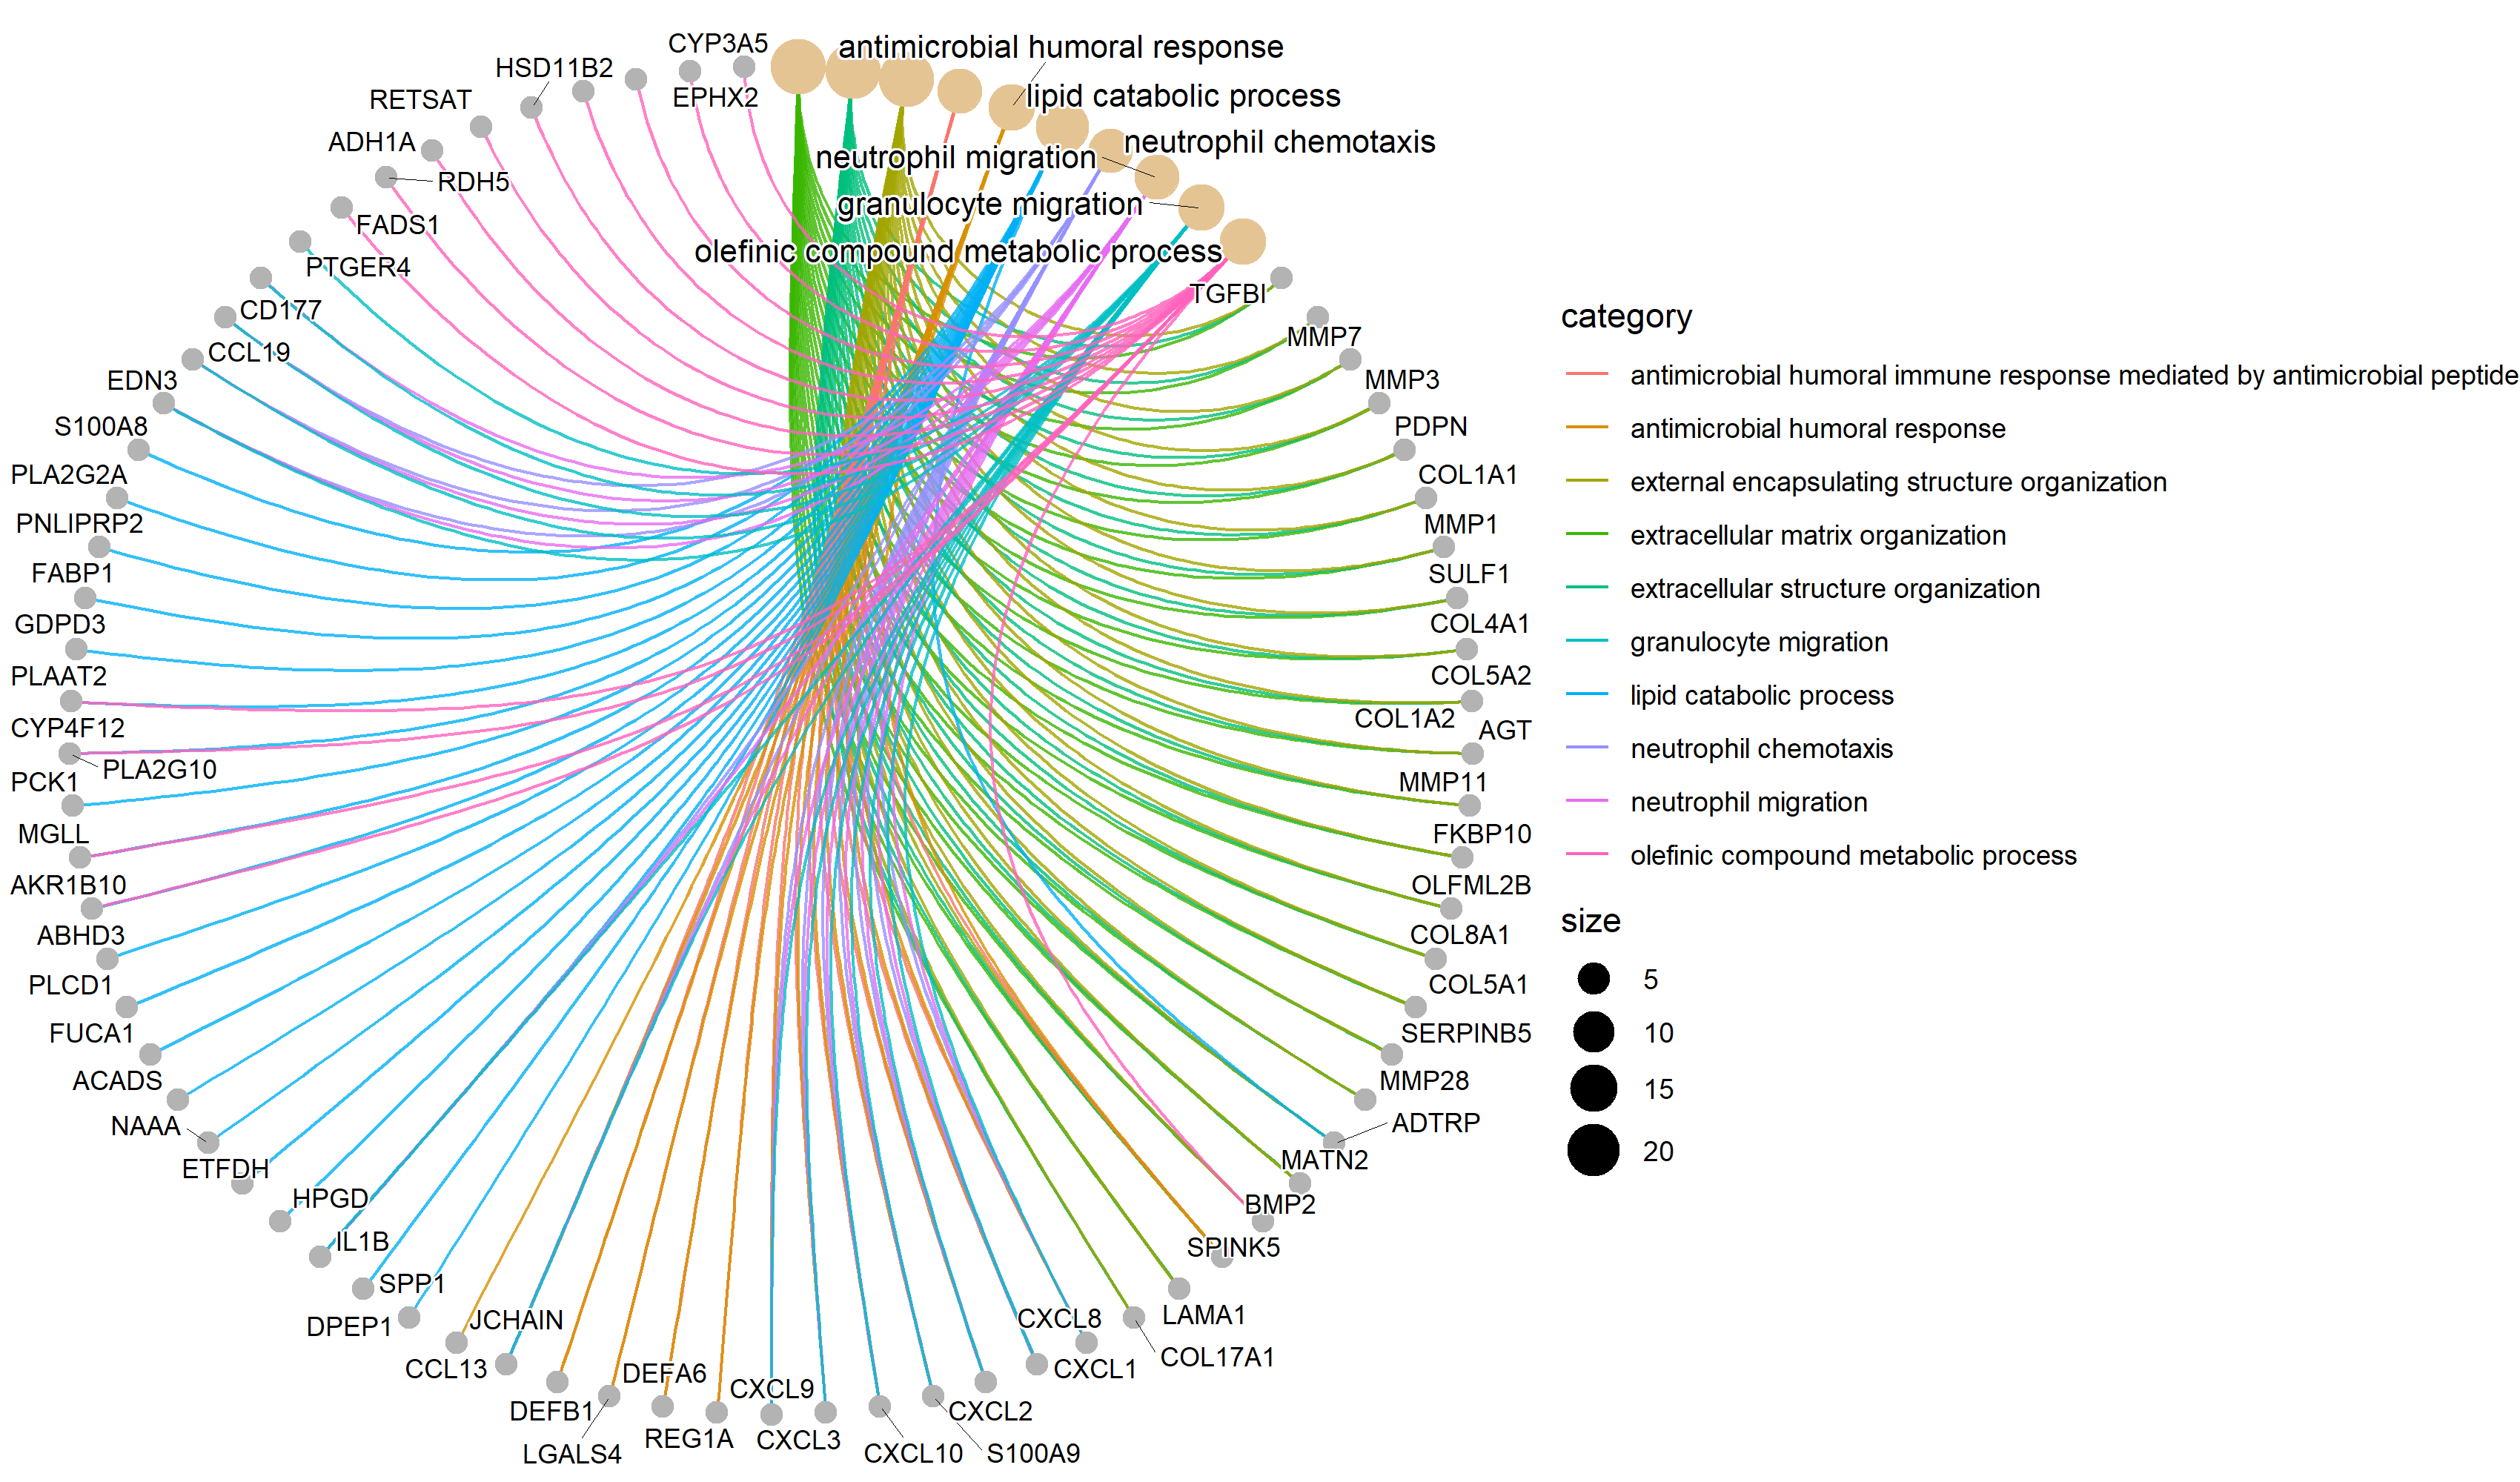 CYP3A5
antimicrobial humoral response
HSD11B2
EPHX2
lipid catabolic process
RETSAT
neutrophil chemotaxis
ADH1A
neutrophil migration
RDH5
granulocyte migration
FADS1
olefinic compound metabolic process
PTGER4
TGFBI
CD177
MMP7
CCL19
MMP3
EDN3
PDPN
S100A8
COL1A1
PLA2G2A
MMP1
PNLIPRP2
SULF1
FABP1
COL4A1
GDPD3
COL5A2
PLAAT2
COL1A2
AGT
CYP4F12
PLA2G10
MMP11
PCK1
FKBP10
MGLL
OLFML2B
AKR1B10
COL8A1
ABHD3
COL5A1
PLCD1
SERPINB5
FUCA1
MMP28
ACADS
ADTRP
NAAA
MATN2
ETFDH
BMP2
HPGD
SPINK5
IL1B
SPP1
LAMA1
DPEP1
JCHAIN
CXCL8
COL17A1
CCL13
CXCL1
DEFA6
CXCL9
DEFB1
CXCL2
REG1A
CXCL3
LGALS4
CXCL10
S100A9
category
antimicrobial humoral immune response mediated by antimicrobial peptide
antimicrobial humoral response
external encapsulating structure organization
extracellular matrix organization
extracellular structure organization
granulocyte migration
lipid catabolic process
neutrophil chemotaxis
neutrophil migration
olefinic compound metabolic process
size
5
10
15
20